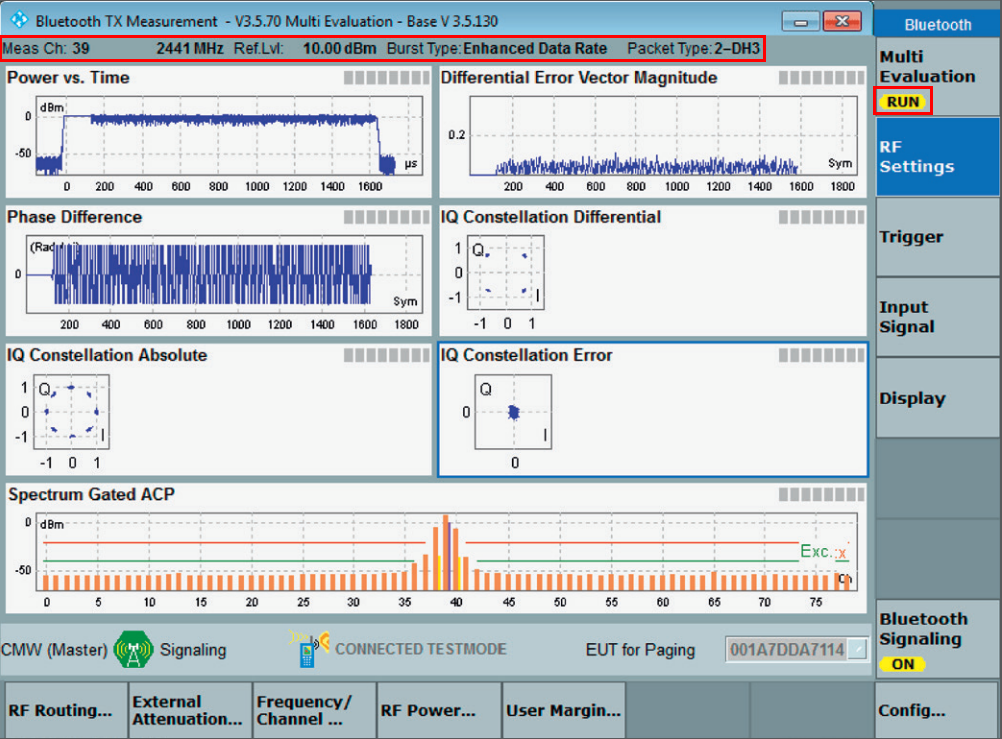 Bluetooth TX Measurement - V3.5.70 Multi Evaluation - Base V 3.5.130
Bluetooth
Meas Ch: 39 2441 MHz Ref.Lvl: 10.00 dBm Burst Type:Enhanced Data Rate Packet Type:2-DH3
Multi
Evaluation
RUN
Power vs. Time
dBm
0
-50
µs
0 200 400 600 800 1000 1200 1400 1600
Differential Error Vector Magnitude
0.2
Sym
200 400 600 800 1000 1200 1400 1600 1800
RF
Settings
Phase Difference
0
Sym
200 400 600 800 1000 1200 1400 1600 1800
IQ Constellation Differential
1
Q
0
-1
I
-1 0 1
Trigger
Input
Signal
IQ Constellation Absolute
1
Q
0
-1
I
-1 0 1
IQ Constellation Error
Q
0
I
0
Display
Spectrum Gated ACP
0
dBm
Exc.:x
-50
Ch
0 5 10 15 20 25 30 35 40 45 50 55 60 65 70 75
CMW (Master) Signaling CONNECTED TESTMODE EUT for Paging 001A7DDA7114
Bluetooth
Signaling
ON
RF Routing...
External
Attenuation...
Frequency/
Channel ...
RF Power...
User Margin...
Config...